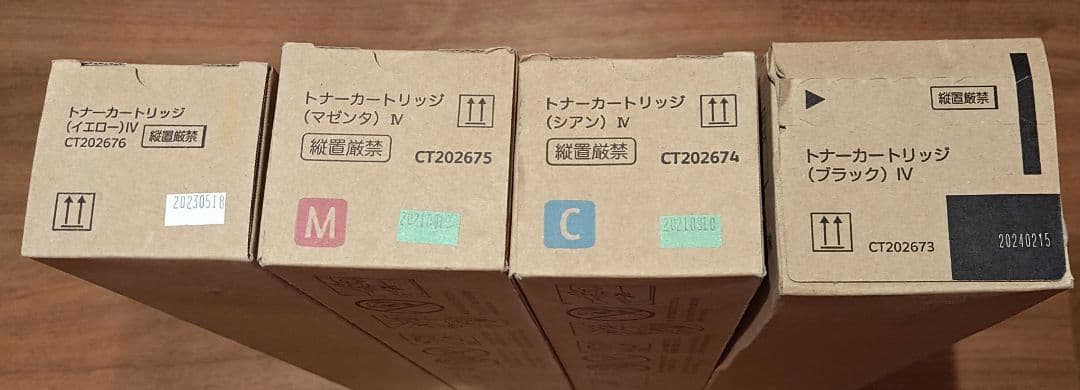 トナーカートリッジ
(イエロー)Ⅳ
CT202676 縦置厳禁
20230518
トナーカートリッジ
(マゼンタ) Ⅳ
縦置厳禁 CT202675
M
トナーカートリッジ
(シアン) Ⅳ
縦置厳禁 CT202674
C
20210910
縦置厳禁
トナーカートリッジ
(ブラック) Ⅳ
CT202673
20240215